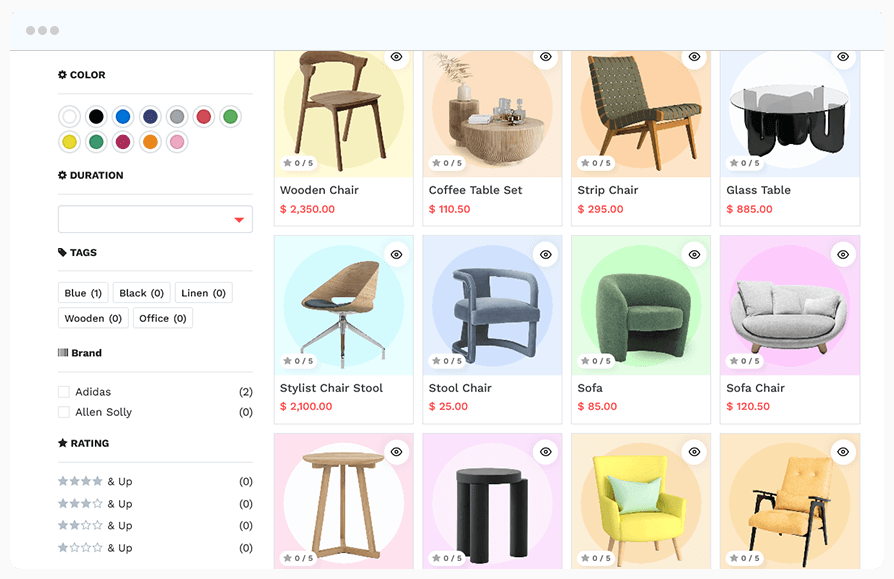 COLOR
DURATION
TAGS
Blue (1) Black (0) Linen (0)
Wooden (0) Office (0)
Brand
Adidas (2)
Allen Solly (0)
RATING
& Up (0)
& Up (0)
& Up (0)
& Up (0)
0 / 5 0 / 5 0 / 5 0 / 5
Wooden Chair Coffee Table Set Strip Chair Glass Table
$ 2,350.00 $ 110.50 $ 295.00 $ 885.00
0 / 5 0 / 5 0 / 5 0 / 5
Stylist Chair Stool Stool Chair Sofa Sofa Chair
$ 2,100.00 $ 25.00 $ 85.00 $ 120.50
0 / 5 0 / 5 0 / 5 0 / 5